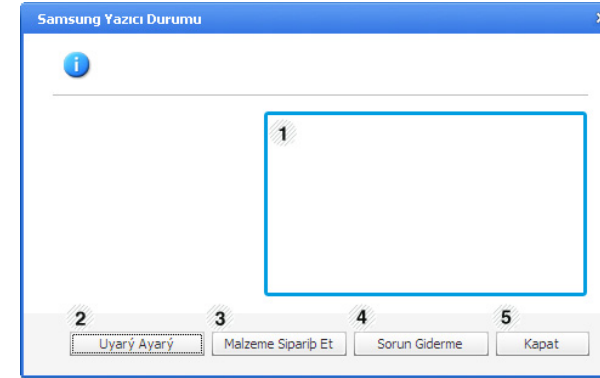 Samsung Yazıcı Durumu
1
2 3 4 5
Uyarý Ayarý Malzeme Sipariþ Et Sorun Giderme Kapat